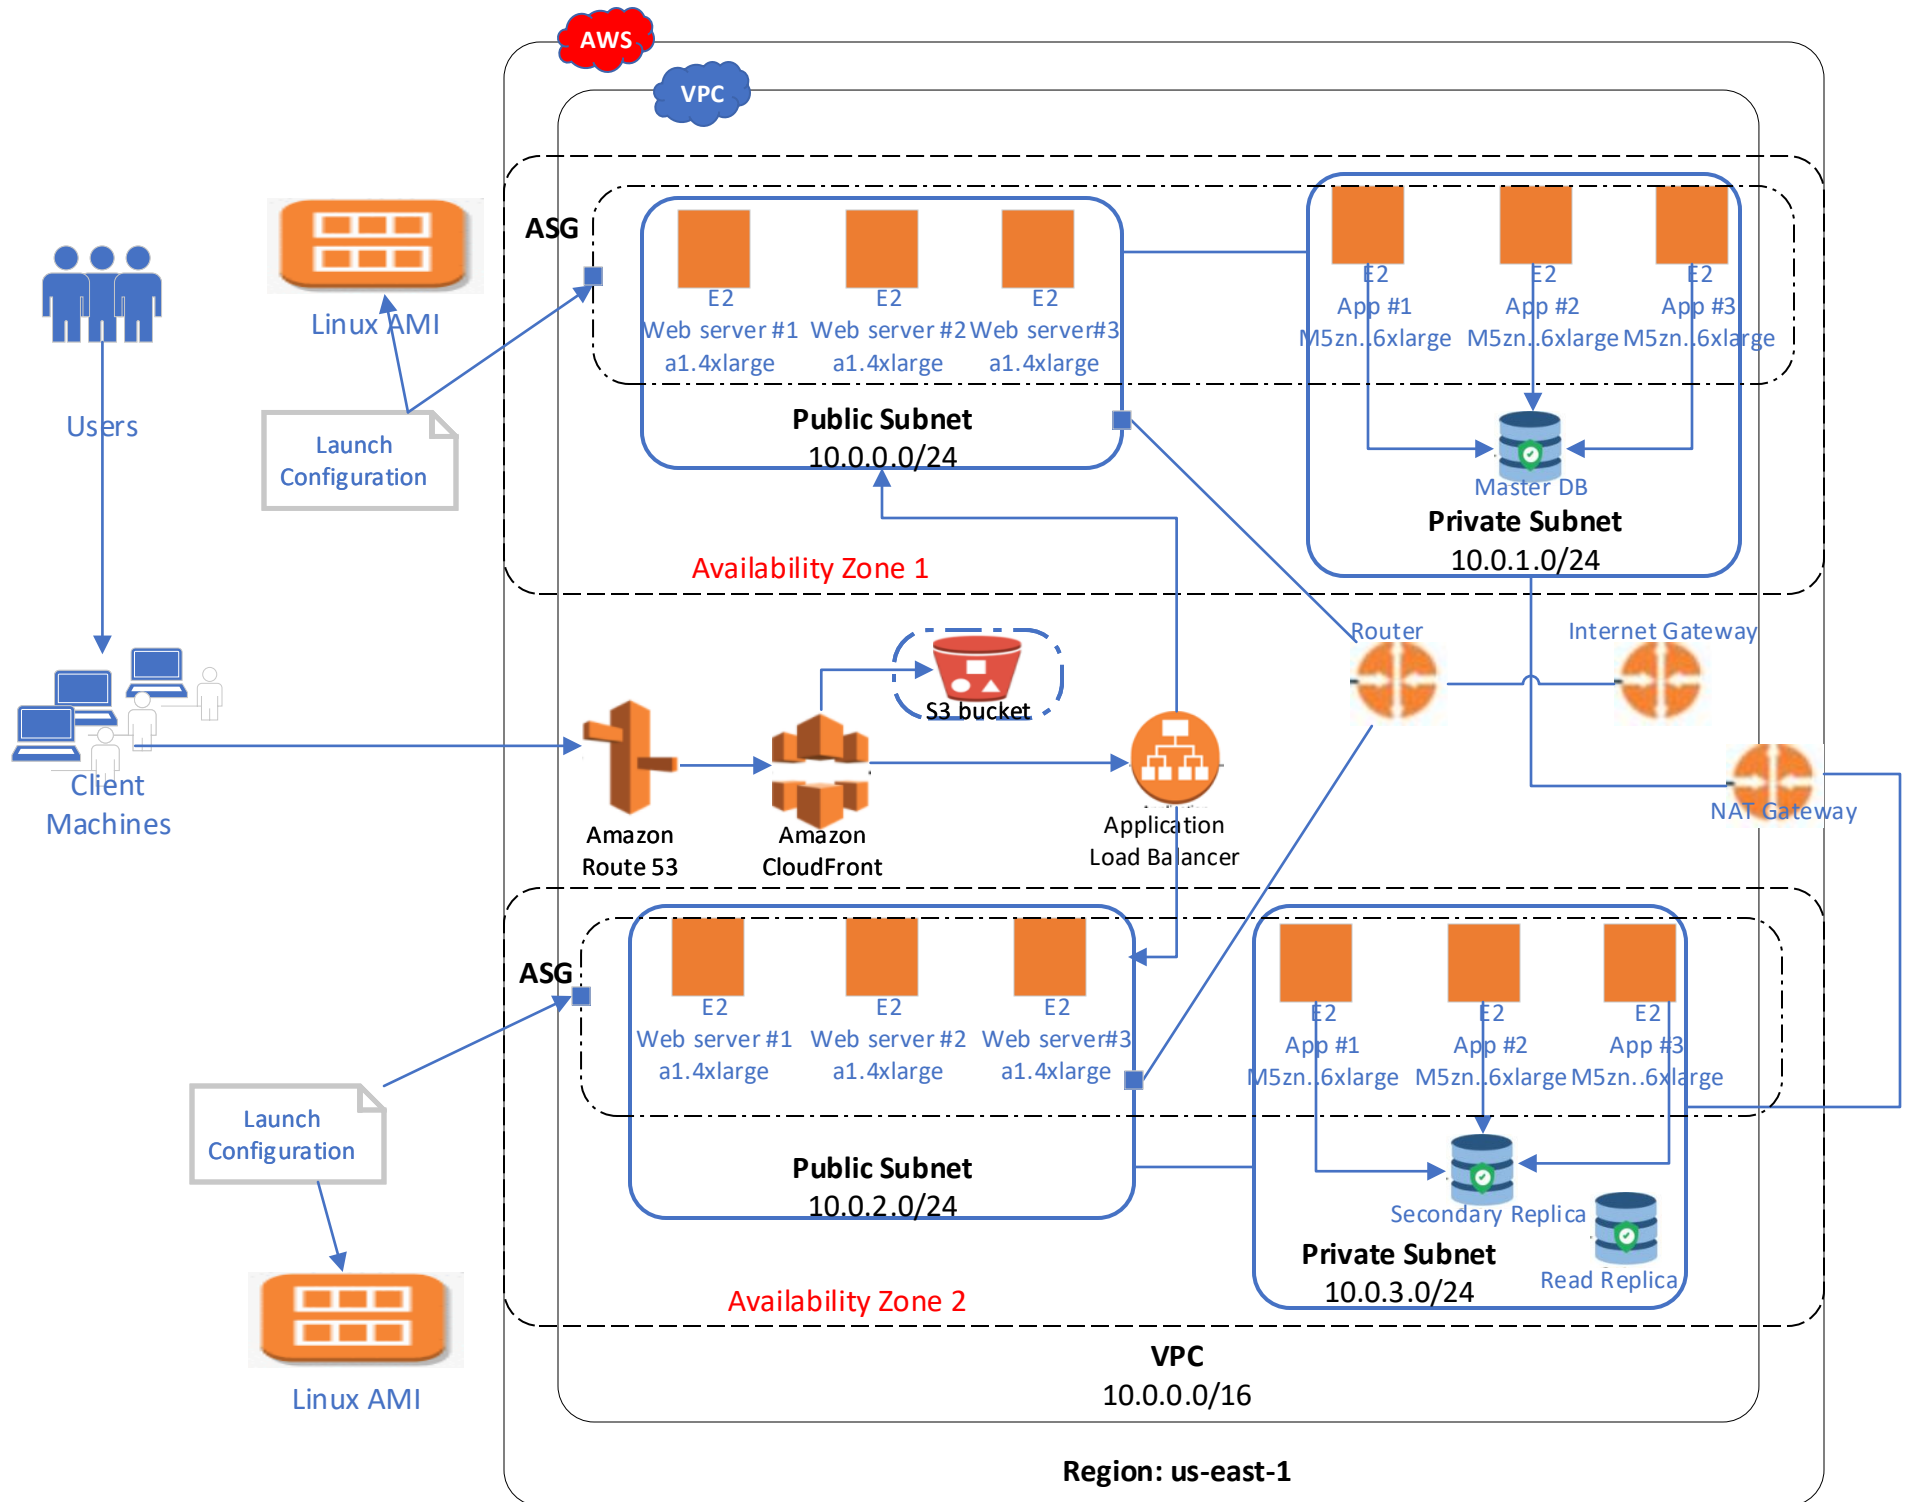 AWS
VPC
ASG
E2
Web server #1
a1.4xlarge
E2
Web server #2
a1.4xlarge
E2
Web server#3
a1.4xlarge
Public Subnet
10.0.0.0/24
E2
App #1
M5zn..6xlarge
E2
App #2
M5zn..6xlarge
E2
App #3
M5zn..6xlarge
Master DB
Private Subnet
10.0.1.0/24
Linux AMI
Launch
Configuration
Users
Availability Zone 1
Router
Internet Gateway
S3 bucket
NAT Gateway
Client
Machines
Amazon
Route 53
Amazon
CloudFront
Application
Load Balancer
ASG
E2
Web server #1
a1.4xlarge
E2
Web server #2
a1.4xlarge
E2
Web server#3
a1.4xlarge
Public Subnet
10.0.2.0/24
E2
App #1
M5zn..6xlarge
E2
App #2
M5zn..6xlarge
E2
App #3
M5zn..6xlarge
Secondary Replica
Read Replica
Private Subnet
10.0.3.0/24
Launch
Configuration
Linux AMI
Availability Zone 2
VPC
10.0.0.0/16
Region: us-east-1